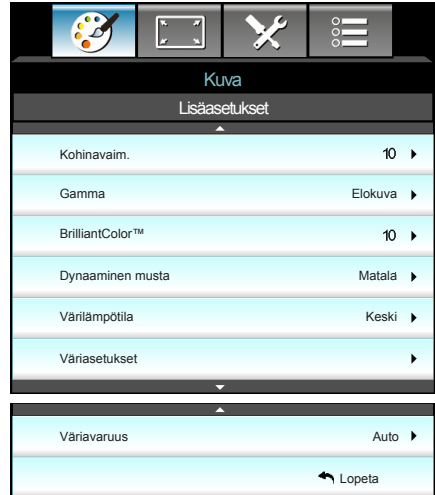 Kuva
Lisäasetukset
Kohinavaim. 10
Gamma Elokuva
BrilliantColor™ 10
Dynaaminen musta Matala
Värilämpötila Keski
Väriasetukset
Väriavaruus Auto
Lopeta